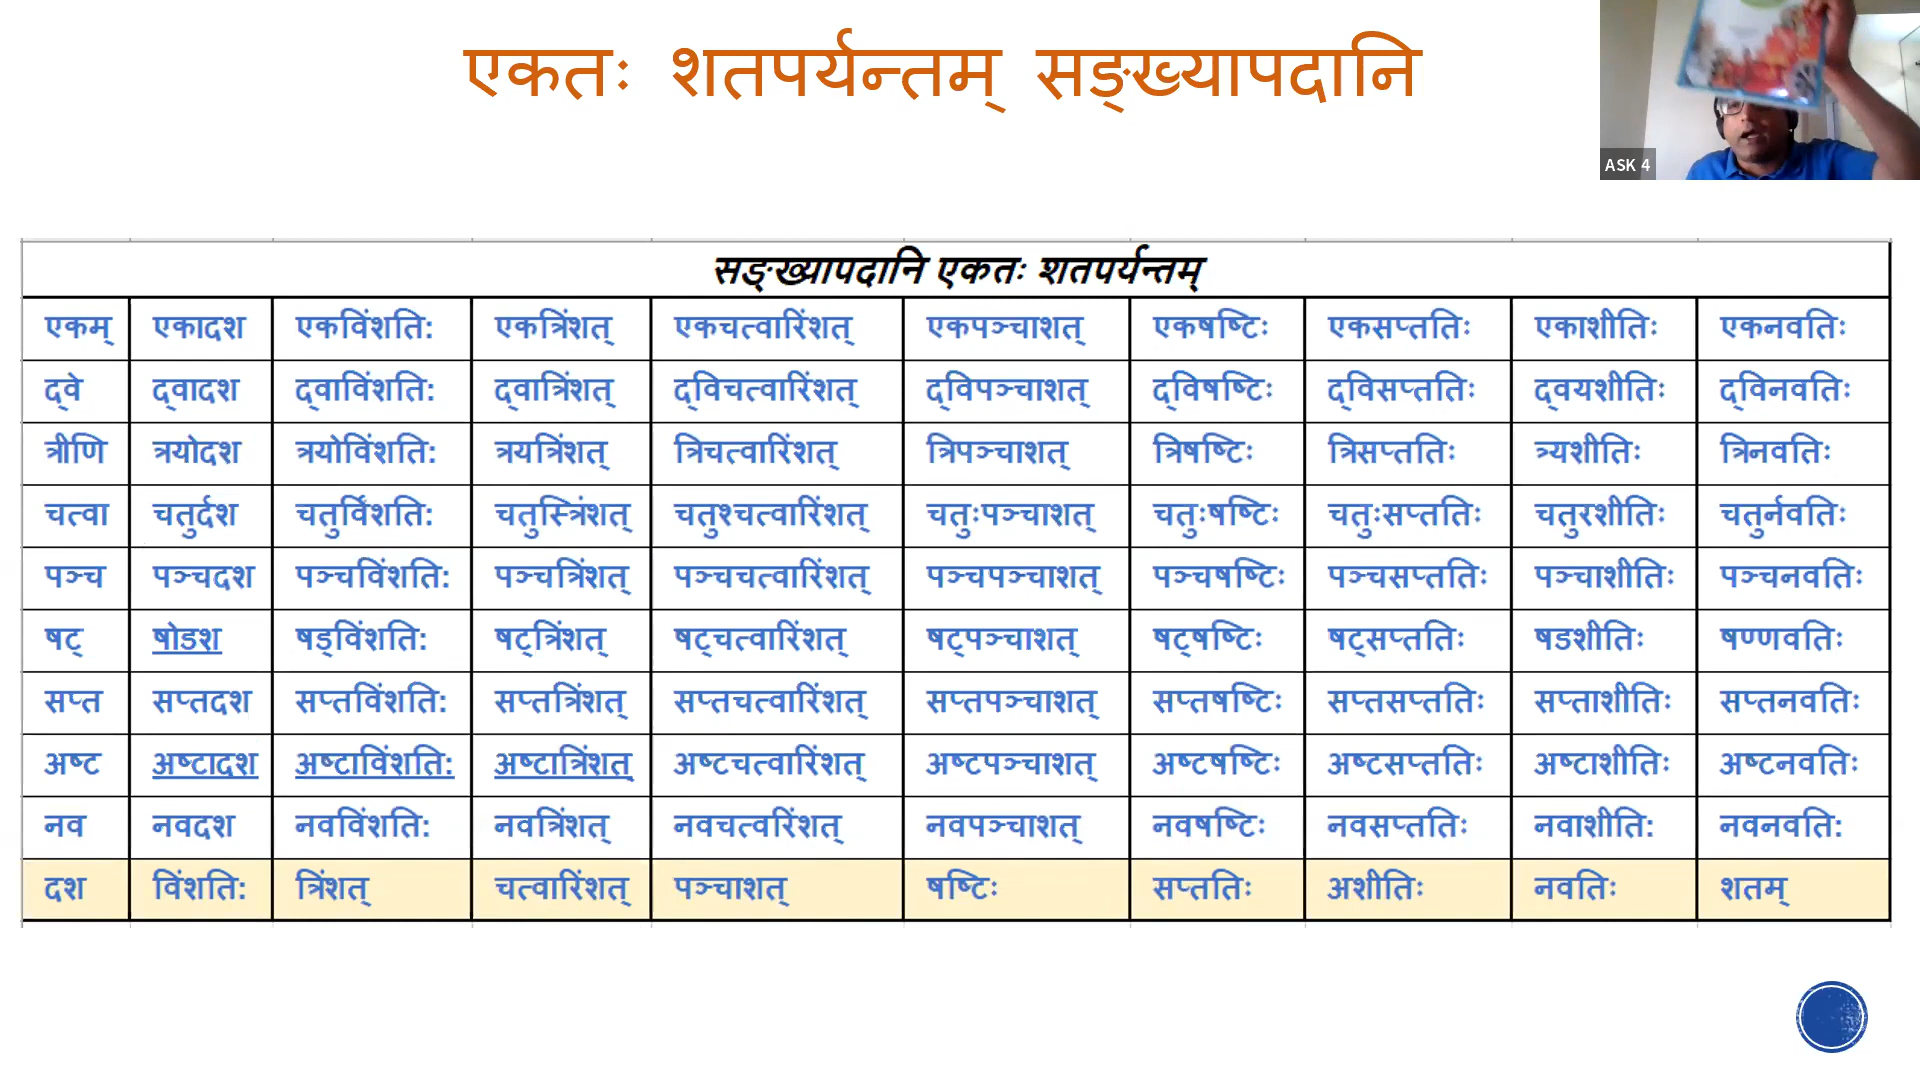 एकतः शतपर्यन्तम् सङ्ख्यापदानि
ASK 4
सङ्ख्यापदानि एकतः शतपर्यन्तम्
एकम् एकादश एकविंशति: एकत्रिंशत् एकचत्वारिंशत् एकपञ्चाशत् एकषष्टिः एकसप्ततिः एकाशीतिः एकनवतिः
द्वे द्वादश द्वाविंशति: द्वात्रिंशत् द्विचत्वारिंशत् द्विपञ्चाशत् द्विषष्टिः द्विसप्ततिः द्वयशीतिः द्विनवतिः
त्रीणि त्रयोदश त्रयोविंशति: त्रयत्रिंशत् त्रिचत्वारिंशत् त्रिपञ्चाशत् त्रिषष्टिः त्रिसप्ततिः त्र्यशीतिः त्रिनवतिः
चत्वा चतुर्दश चतुर्विंशति: चतुस्त्रिंशत् चतुश्चत्वारिंशत् चतुःपञ्चाशत् चतुःषष्टिः चतुःसप्ततिः चतुरशीतिः चतुर्नवतिः
पञ्च पञ्चदश पञ्चविंशति: पञ्चत्रिंशत् पञ्चचत्वारिंशत् पञ्चपञ्चाशत् पञ्चषष्टिः पञ्चसप्ततिः पञ्चाशीतिः पञ्चनवतिः
षट् षोडश षड्विंशति: षट्त्रिंशत् षट्चत्वारिंशत् षट्पञ्चाशत् षट्षष्टिः षट्सप्ततिः षडशीतिः षण्णवतिः
सप्त सप्तदश सप्तविंशति: सप्तत्रिंशत् सप्तचत्वारिंशत् सप्तपञ्चाशत् सप्तषष्टिः सप्तसप्ततिः सप्ताशीतिः सप्तनवतिः
अष्ट अष्टादश अष्टाविंशति: अष्टात्रिंशत् अष्टचत्वारिंशत् अष्टपञ्चाशत् अष्टषष्टिः अष्टसप्ततिः अष्टाशीतिः अष्टनवतिः
नव नवदश नवविंशति: नवत्रिंशत् नवचत्वरिंशत् नवपञ्चाशत् नवषष्टिः नवसप्ततिः नवाशीति: नवनवति:
दश विंशति: त्रिंशत् चत्वारिंशत् पञ्चाशत् षष्टिः सप्ततिः अशीतिः नवतिः शतम्